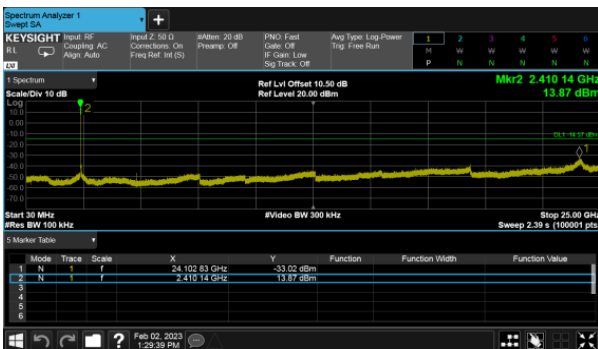 Spectrum Analyzer 1
Swept SA
+
KEYSIGHT Input: RF Input Z: 50 Ω #Atten: 20 dB PNO: Fast Avg Type: Log-Power 1 2 3 4 5 6
RL Coupling: AC Corrections: On Preamp: Off Gate: Off Trig: Free Run M W W W W W
Align: Auto Freq Ref: Int (S) IF Gain: Low P N N N N N
Sig Track: Off
LXI
1 Spectrum Ref Lvl Offset 10.50 dB Mkr2 2.410 14 GHz
Scale/Div 10 dB Ref Level 20.00 dBm 13.87 dBm
Log
10.0
0.00
-10.0
-20.0
-30.0
-40.0
-50.0
-60.0
-70.0
2
DL1 -14.57 dBm
1
Start 30 MHz #Video BW 300 kHz Stop 25.00 GHz
#Res BW 100 kHz Sweep 2.39 s (100001 pts)
5 Marker Table
Mode Trace Scale X Y Function Function Width Function Value
1 N 1 f 24.102 83 GHz -33.02 dBm
2 N 1 f 2.410 14 GHz 13.87 dBm
3
4
5
6
? Feb 02, 2023
1:29:39 PM